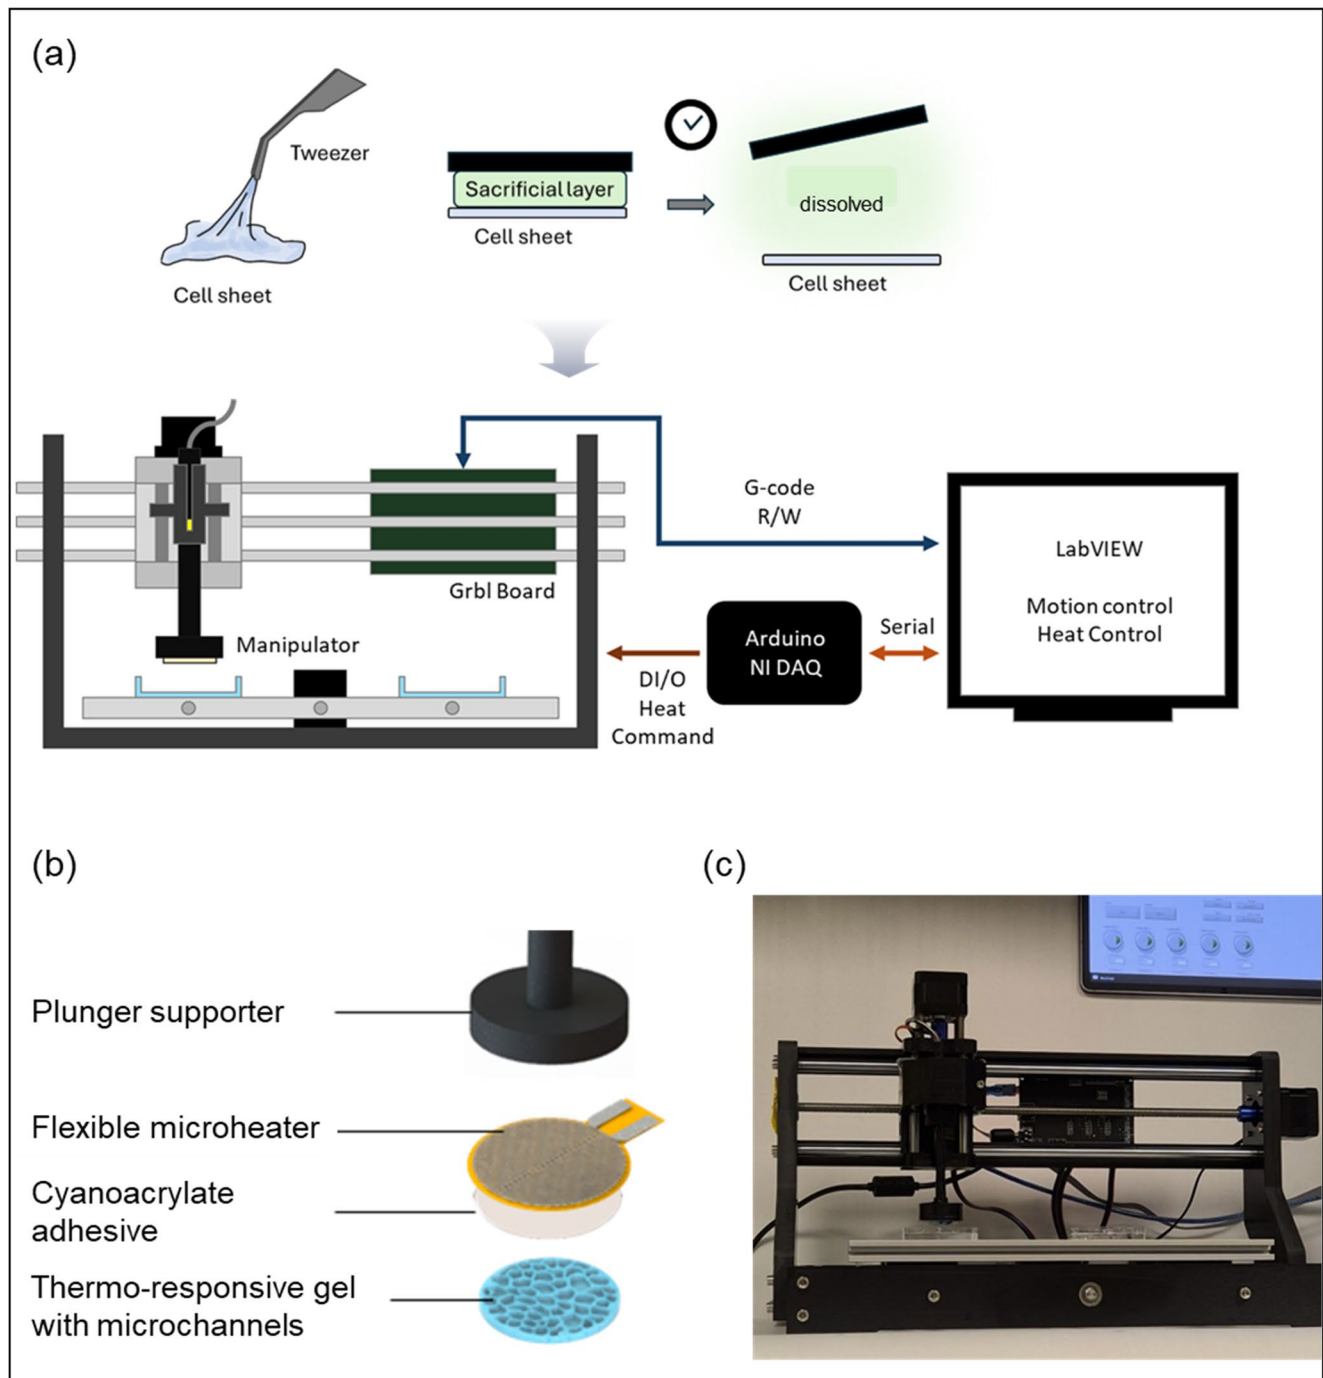 (a)
Tweezer
Cell sheet
Sacrificial layer
Cell sheet
dissolved
Cell sheet
G-code
R/W
Grbl Board
Manipulator
DI/O
Heat
Command
Arduino
NI DAQ
Serial
LabVIEW
Motion control
Heat Control
(b)
Plunger supporter
Flexible microheater
Cyanoacrylate
adhesive
Thermo-responsive gel
with microchannels
(c)